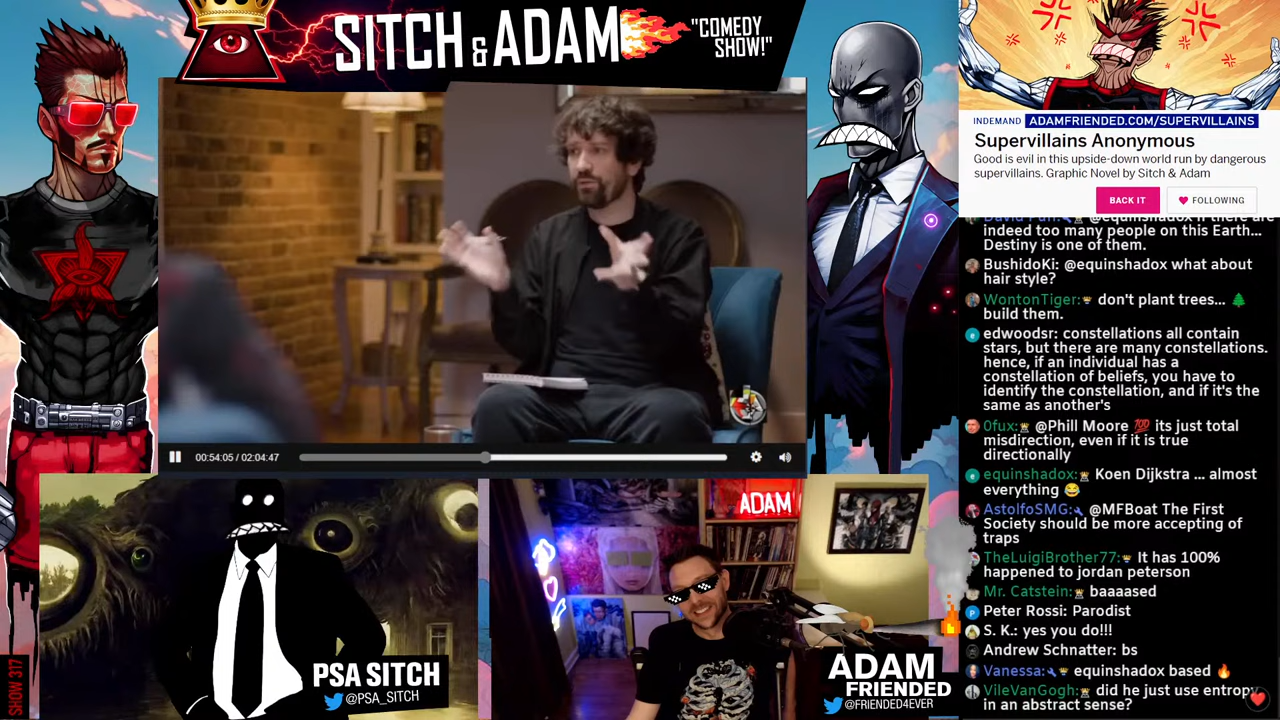 SITCH & ADAM
"COMEDY
SHOW!"
INDEMAND ADAMFRIENDED.COM/SUPERVILLAINS
Supervillains Anonymous
Good is evil in this upside-down world run by dangerous
supervillains. Graphic Novel by Sitch & Adam
BACK IT
FOLLOWING
@equinshadox if there are
indeed too many people on this Earth...
Destiny is one of them.
BushidoKi: @equinshadox what about
hair style?
WontonTiger: don't plant trees... 🌲
build them.
edwoodsr: constellations all contain
stars, but there are many constellations.
hence, if an individual has a
constellation of beliefs, you have to
identify the constellation, and if it's the
same as another's
0fux: @Phill Moore 💯 its just total
misdirection, even if it is true
directionally
equinshadox: Koen Dijkstra ... almost
everything 😂
AstolfoSMG: @MFBoat The First
Society should be more accepting of
traps
TheLuigiBrother77: It has 100%
happened to jordan peterson
Mr. Catstein: baaaased
Peter Rossi: Parodist
S. K.: yes you do!!!
Andrew Schnatter: bs
Vanessa: equinshadox based 🔥
VileVanGogh: did he just use entropy
in an abstract sense?
00:54:05 / 02:04:47
ADAM
PSA SITCH
@PSA_SITCH
ADAM
FRIENDED
@FRIENDED4EVER
SHOW 317